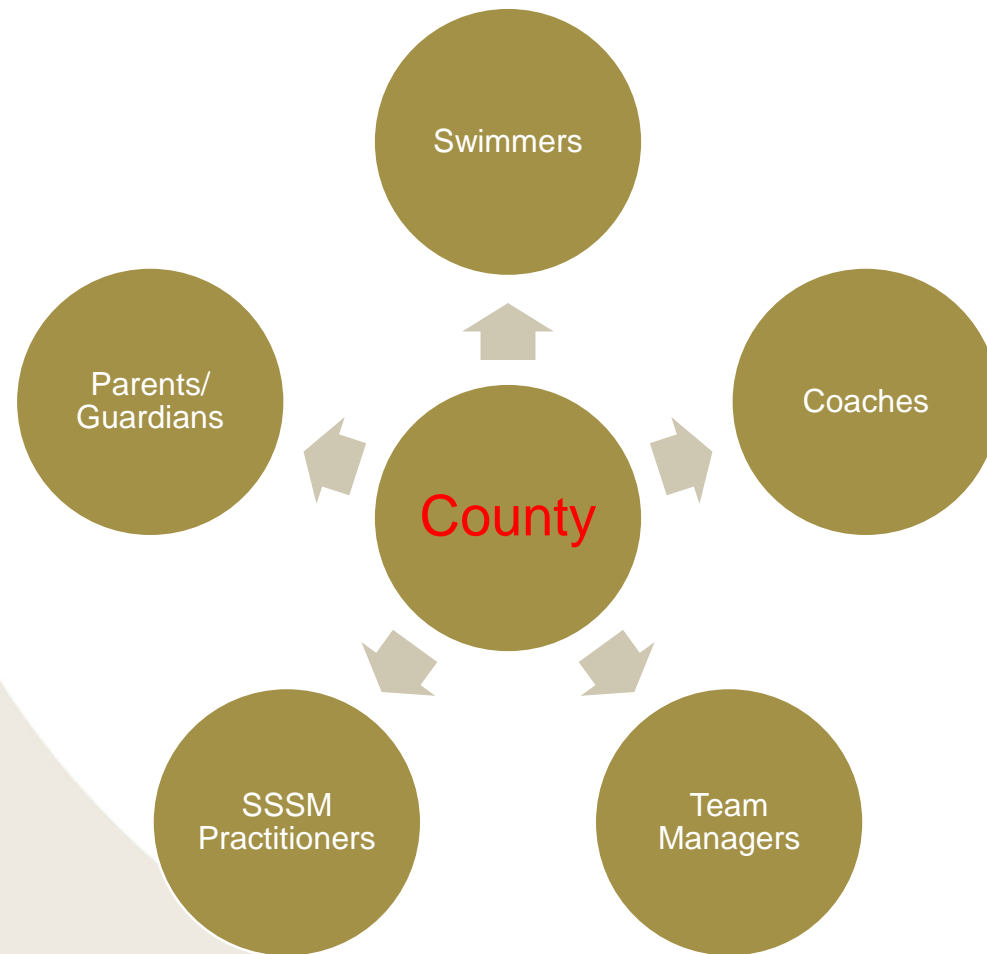 Swimmers
Parents/
Guardians
Coaches
County
SSSM
Practitioners
Team
Managers